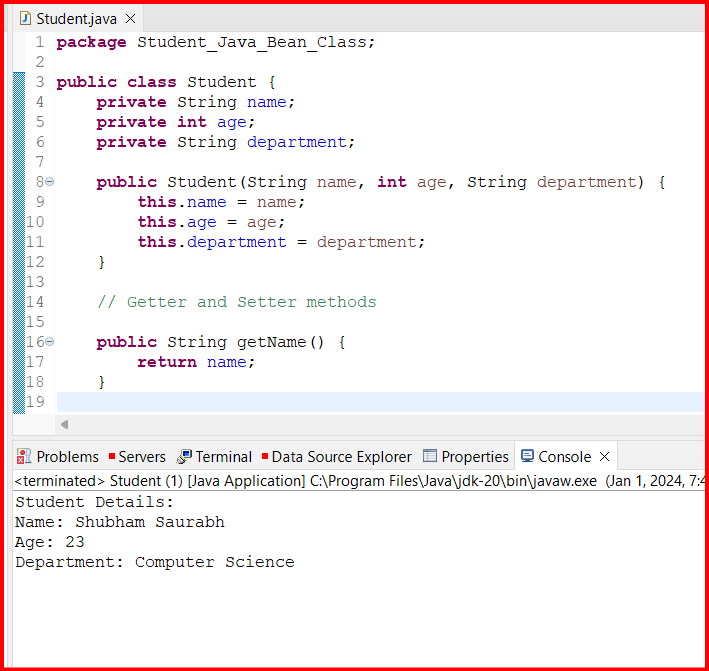 Student.java
1 package Student_Java_Bean_Class;
2
3 public class Student {
4 private String name;
5 private int age;
6 private String department;
7
8 public Student(String name, int age, String department) {
9 this.name = name;
10 this.age = age;
11 this.department = department;
12 }
13
14 // Getter and Setter methods
15
16 public String getName() {
17 return name;
18 }
19
Problems Servers Terminal Data Source Explorer Properties Console
<terminated> Student (1) [Java Application] C:\Program Files\Java\jdk-20\bin\javaw.exe (Jan 1, 2024, 7:4
Student Details:
Name: Shubham Saurabh
Age: 23
Department: Computer Science